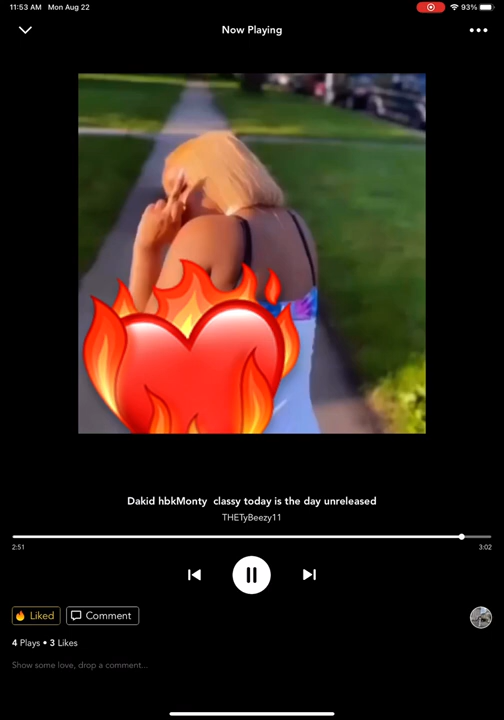 11:53 AM Mon Aug 22
93%
Now Playing
Dakid hbkMonty classy today is the day unreleased
THETyBeezy11
2:51
3:02
Liked
Comment
4 Plays • 3 Likes
Show some love, drop a comment...